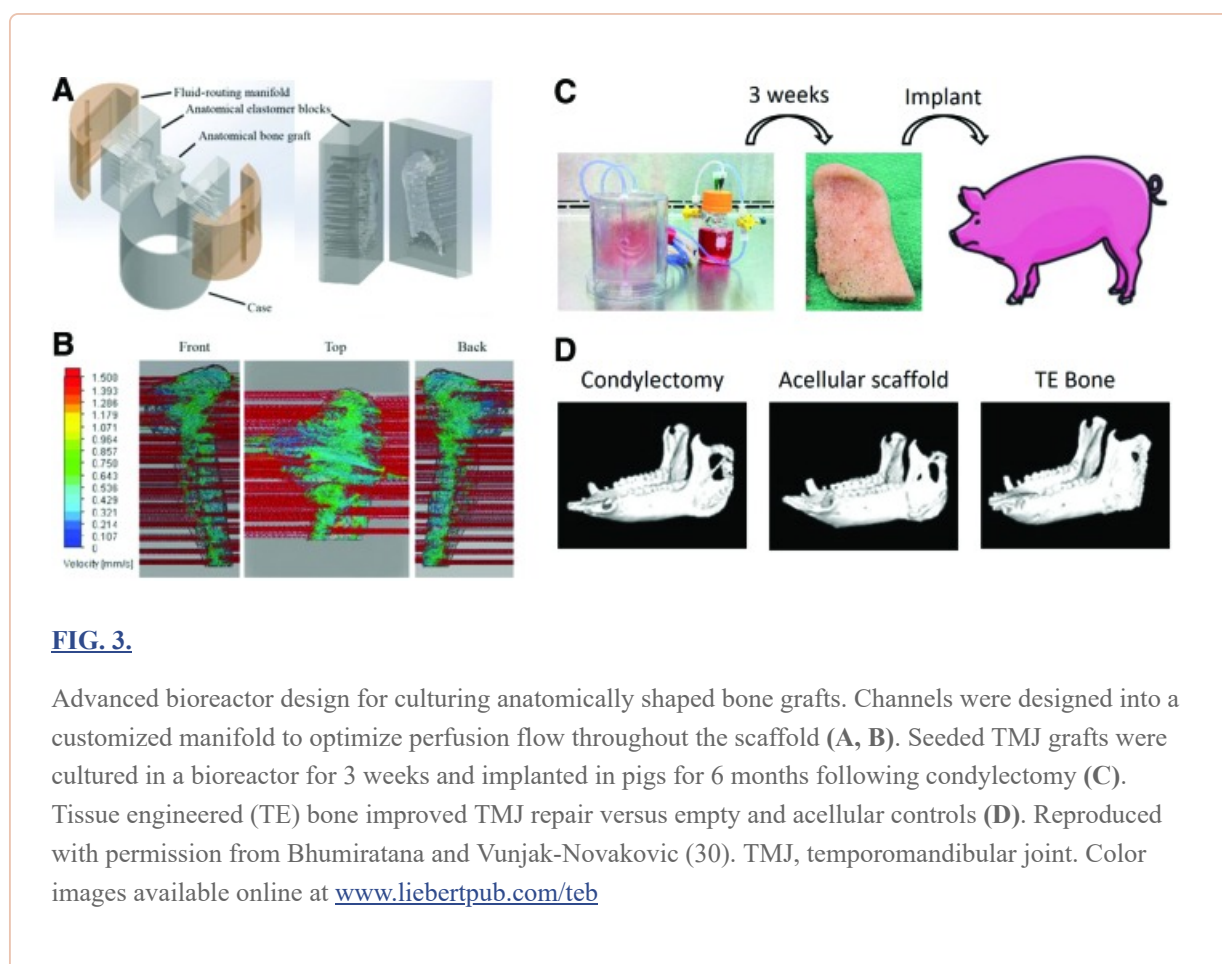 A
Fluid-routing manifold
Anatomical elastomer blocks
Anatomical bone graft
Case
B
Front
Top
Back
1.500
1.393
1.286
1.179
1.071
0.964
0.857
0.750
0.643
0.536
0.429
0.321
0.214
0.107
0
Velocity [mm/s]
C
3 weeks
Implant
D
Condylectomy
Acellular scaffold
TE Bone
FIG. 3.
Advanced bioreactor design for culturing anatomically shaped bone grafts. Channels were designed into a
customized manifold to optimize perfusion flow throughout the scaffold (A, B). Seeded TMJ grafts were
cultured in a bioreactor for 3 weeks and implanted in pigs for 6 months following condylectomy (C).
Tissue engineered (TE) bone improved TMJ repair versus empty and acellular controls (D). Reproduced
with permission from Bhumiratana and Vunjak-Novakovic (30). TMJ, temporomandibular joint. Color
images available online at www.liebertpub.com/teb